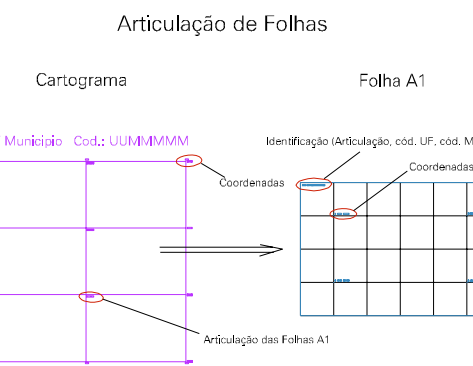 Articulação de Folhas
Cartograma
Folha A1
Municipio Cod.: UUMMMMM
Identificação (Articulação, cód. UF, cód. M
Coordenadas
Coordenadas
Articulação das Folhas A1